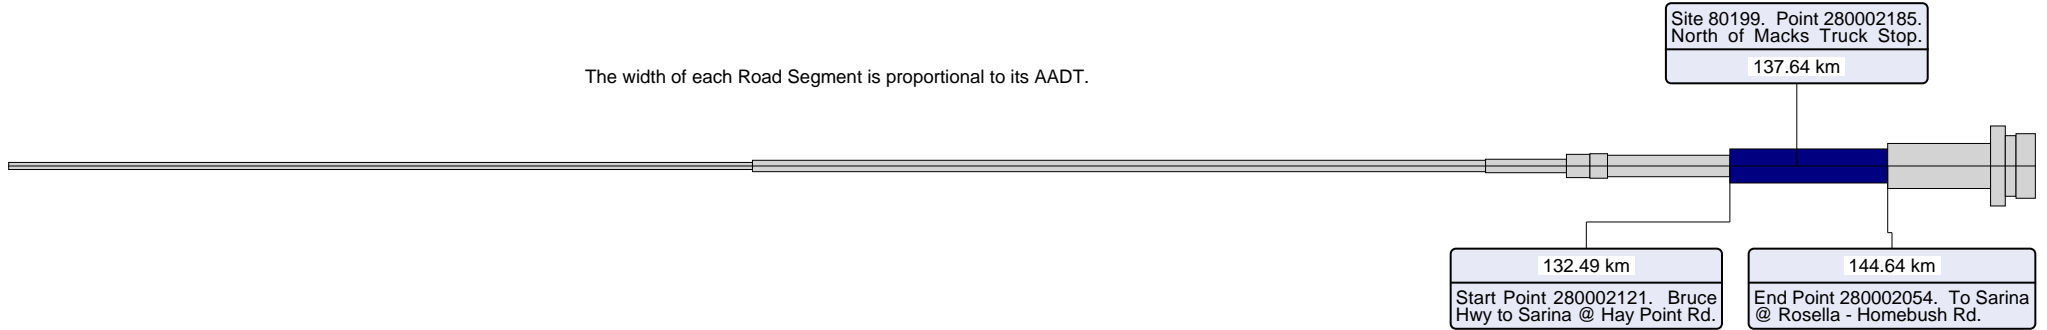 Site 80199. Point 280002185.
North of Macks Truck Stop.
137.64 km
The width of each Road Segment is proportional to its AADT.
132.49 km
Start Point 280002121. Bruce
Hwy to Sarina @ Hay Point Rd.
144.64 km
End Point 280002054. To Sarina
@ Rosella - Homebush Rd.